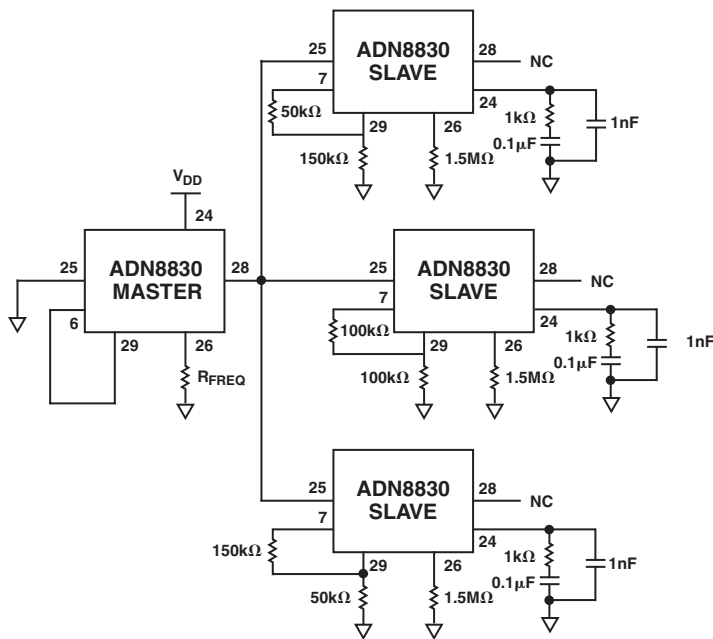 25
ADN8830
SLAVE
28
NC
7
24
50kΩ
29
26
1kΩ
1nF
0.1μF
150kΩ
1.5MΩ
VDD
24
25
ADN8830
MASTER
28
6
29
26
RFREQ
25
ADN8830
SLAVE
28
NC
7
24
100kΩ
29
26
1kΩ
1nF
0.1μF
100kΩ
1.5MΩ
25
ADN8830
SLAVE
28
NC
7
24
150kΩ
29
26
1kΩ
1nF
0.1μF
50kΩ
1.5MΩ